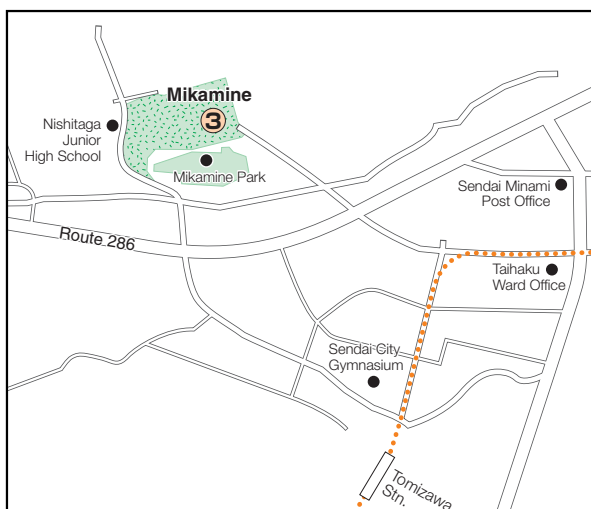 Mikamine
3
Nishitaga
Junior
High School
Mikamine Park
Sendai Minami
Post Office
Route 286
Taihaku
Ward Office
Sendai City
Gymnasium
Tomizawa
Stn.